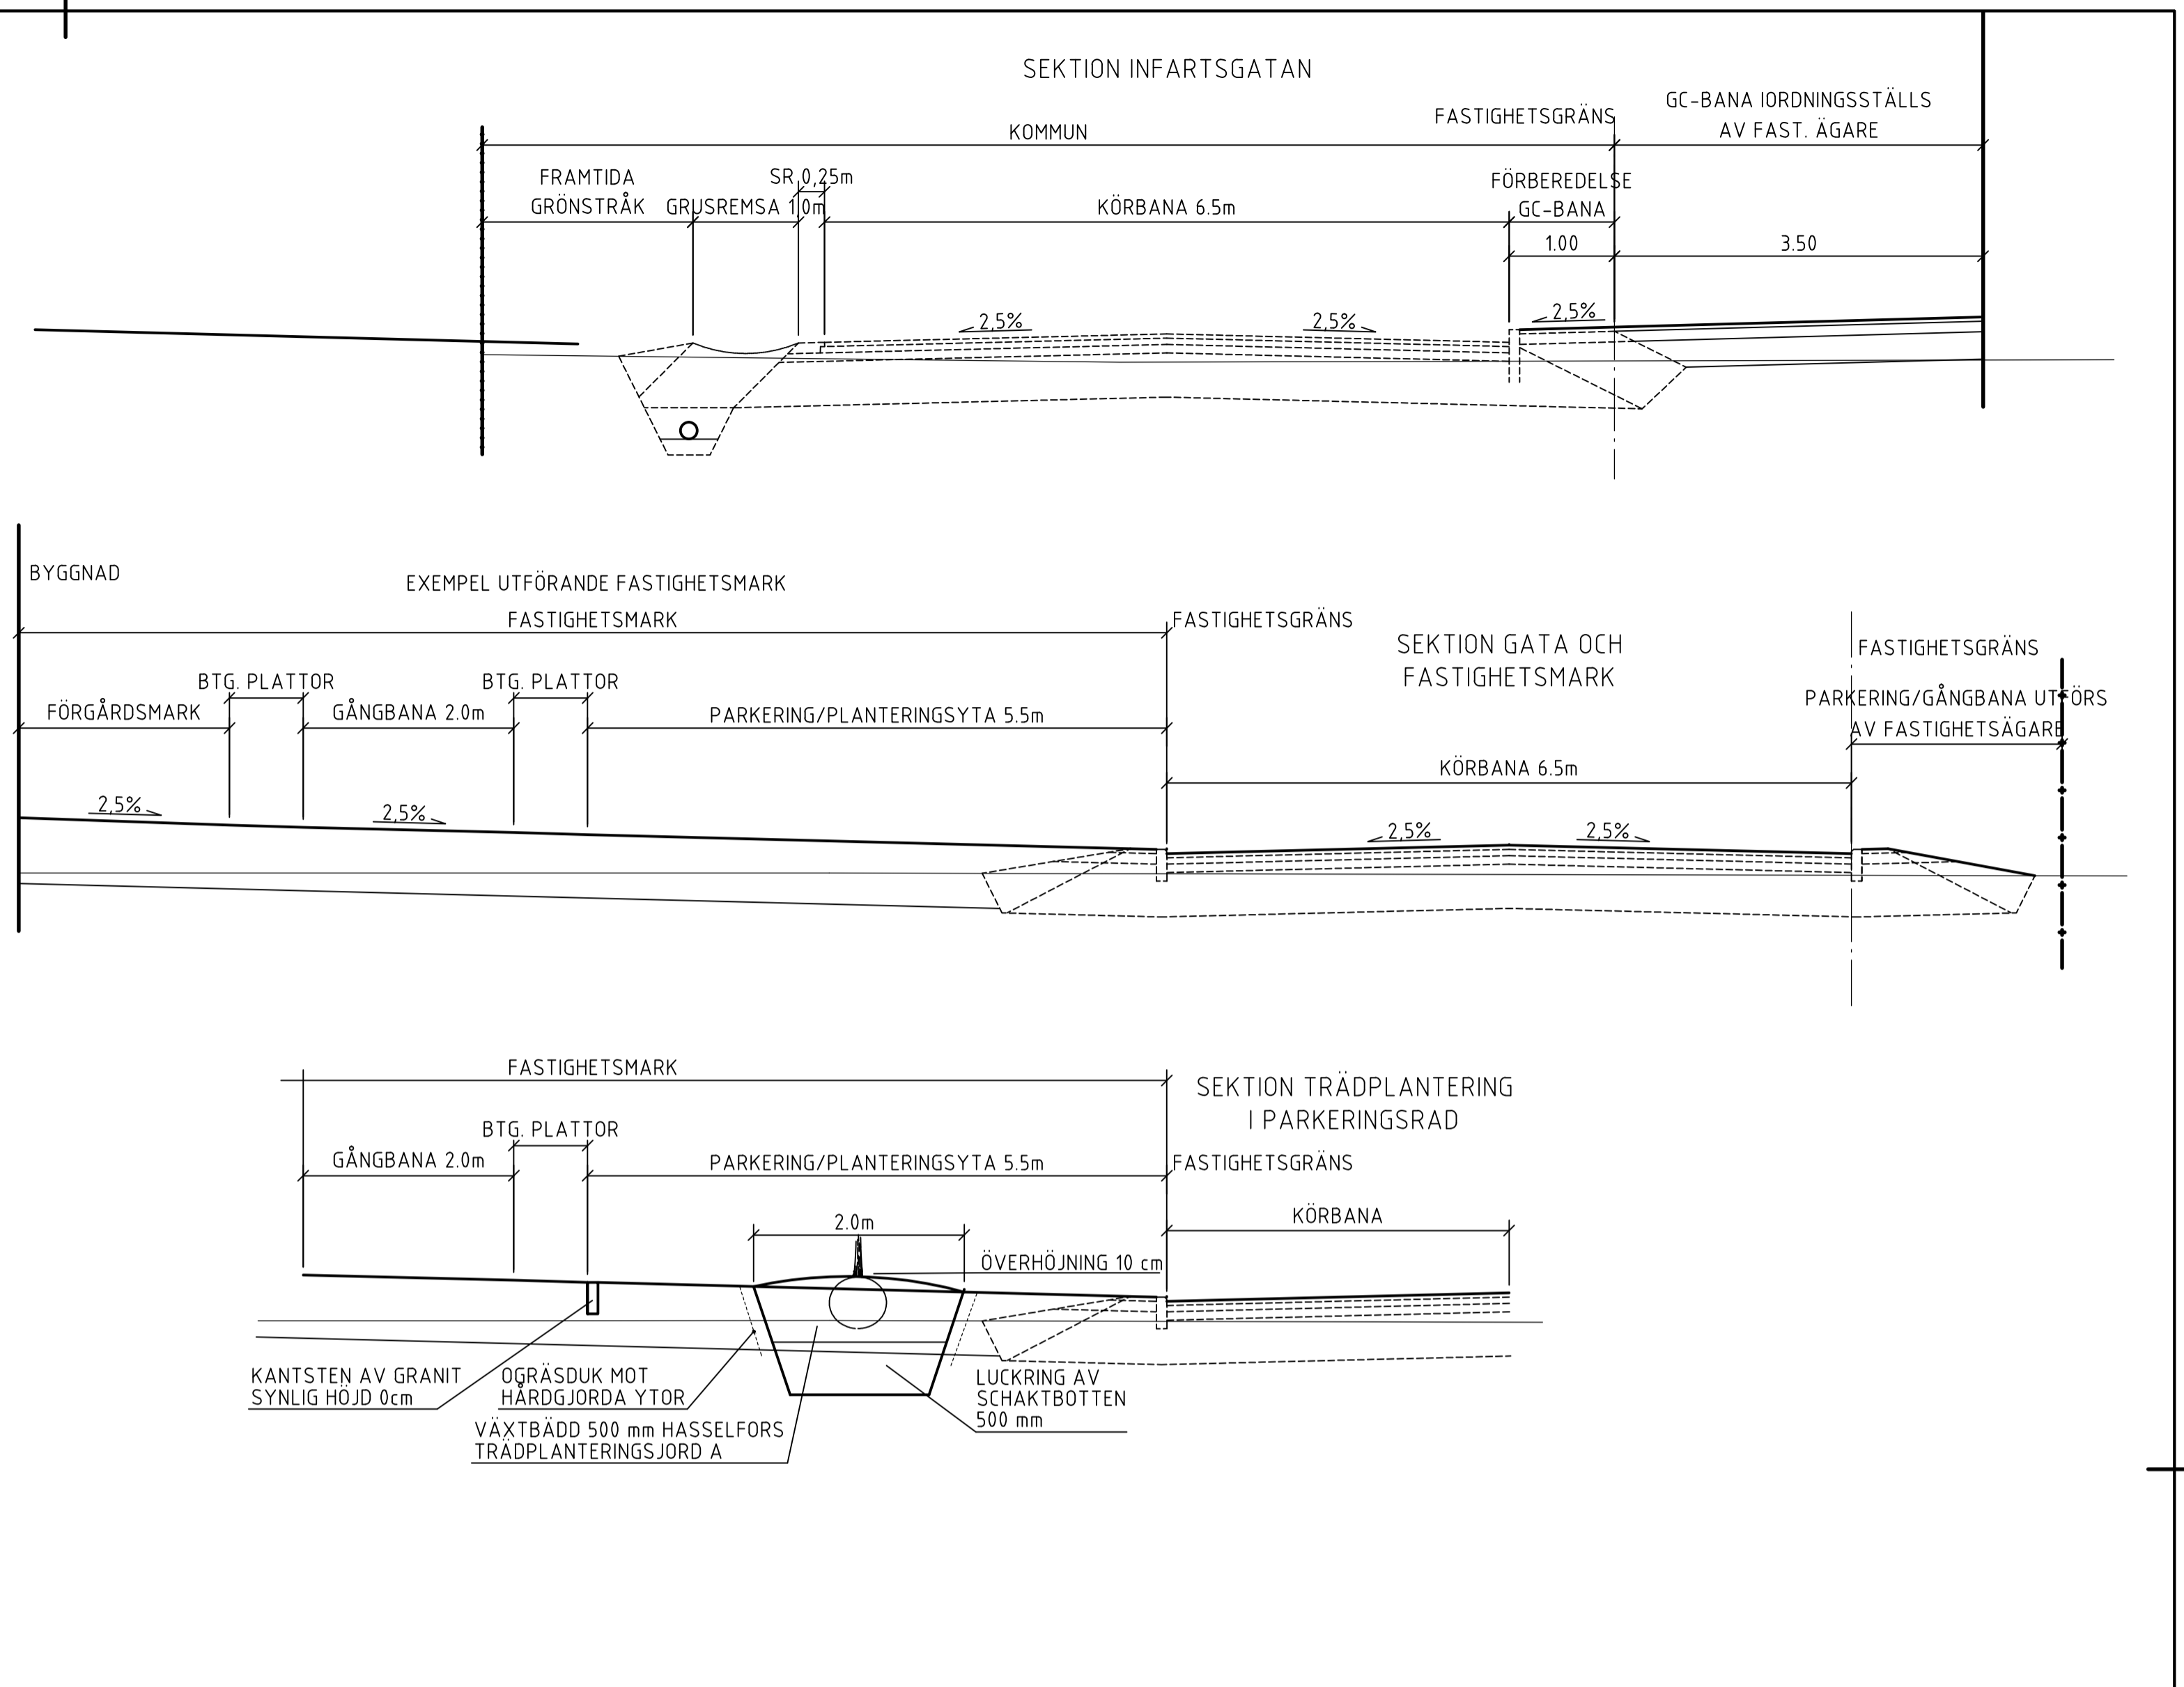 SEKTION INFARTSGATAN
GC-BANA IORDNINGSSTÄLLS
AV FAST. ÄGARE
FASTIGHETSGRÄNS
KOMMUN
FRAMTIDA
GRÖNSTRÅK
GRUSREMSA 1.0m
SR 0,25m
KÖRBANA 6.5m
FÖRBEREDELSE
GC-BANA
1.00
3.50
2,5%
2,5%
2,5%
BYGGNAD
EXEMPEL UTFÖRANDE FASTIGHETSMARK
FASTIGHETSMARK
FASTIGHETSGRÄNS
SEKTION GATA OCH
FASTIGHETSMARK
FASTIGHETSGRÄNS
BTG. PLATTOR
BTG. PLATTOR
FÖRGÅRDSMARK
GÅNGBANA 2.0m
PARKERING/PLANTERINGSYTA 5.5m
PARKERING/GÅNGBANA UTFÖRS
AV FASTIGHETSÄGARE
KÖRBANA 6.5m
2,5%
2,5%
2,5%
2,5%
FASTIGHETSMARK
SEKTION TRÄDPLANTERING
I PARKERINGSRAD
BTG. PLATTOR
GÅNGBANA 2.0m
PARKERING/PLANTERINGSYTA 5.5m
FASTIGHETSGRÄNS
2.0m
KÖRBANA
ÖVERHÖJNING 10 cm
KANTSTEN AV GRANIT
SYNLIG HÖJD 0cm
OGRÄSDUK MOT
HÅRDGJORDA YTOR
VÄXTBÄDD 500 mm HASSELFORS
TRÄDPLANTERINGSJORD A
LUCKRING AV
SCHAKTBOTTEN
500 mm